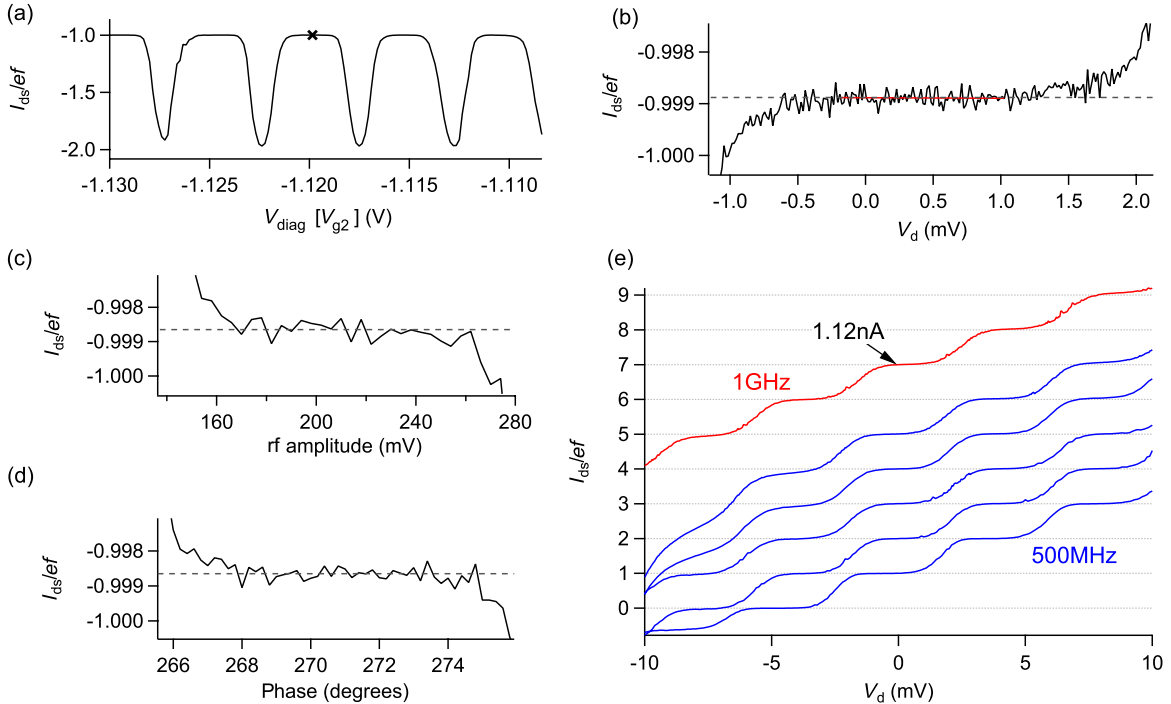 (a)
-1.0
-1.5
-2.0
I_ds/ef
-1.130
-1.125
-1.120
-1.115
-1.110
V_diag [V_g2] (V)
(b)
-0.998
-0.999
-1.000
I_ds/ef
-1.0
-0.5
0.0
0.5
1.0
1.5
2.0
V_d (mV)
(c)
-0.998
-0.999
-1.000
I_ds/ef
160
200
240
280
rf amplitude (mV)
(d)
-0.998
-0.999
-1.000
I_ds/ef
266
268
270
272
274
Phase (degrees)
(e)
9
8
7
6
5
4
3
2
1
0
I_ds/ef
1.12nA
1GHz
500MHz
-10
-5
0
5
10
V_d (mV)